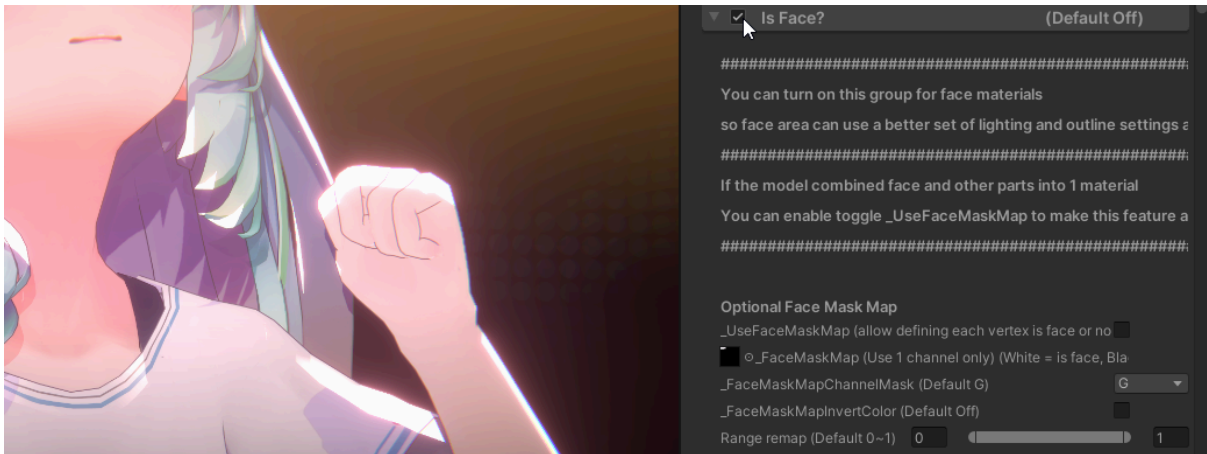 Is Face? (Default Off)
################################################
You can turn on this group for face materials
so face area can use a better set of lighting and outline settings a
################################################
If the model combined face and other parts into 1 material
You can enable toggle _UseFaceMaskMap to make this feature a
################################################
Optional Face Mask Map
_UseFaceMaskMap (allow defining each vertex is face or no
_FaceMaskMap (Use 1 channel only) (White = is face, Bla
_FaceMaskMapChannelMask (Default G) G
_FaceMaskMapInvertColor (Default Off)
Range remap (Default 0~1) 0 1